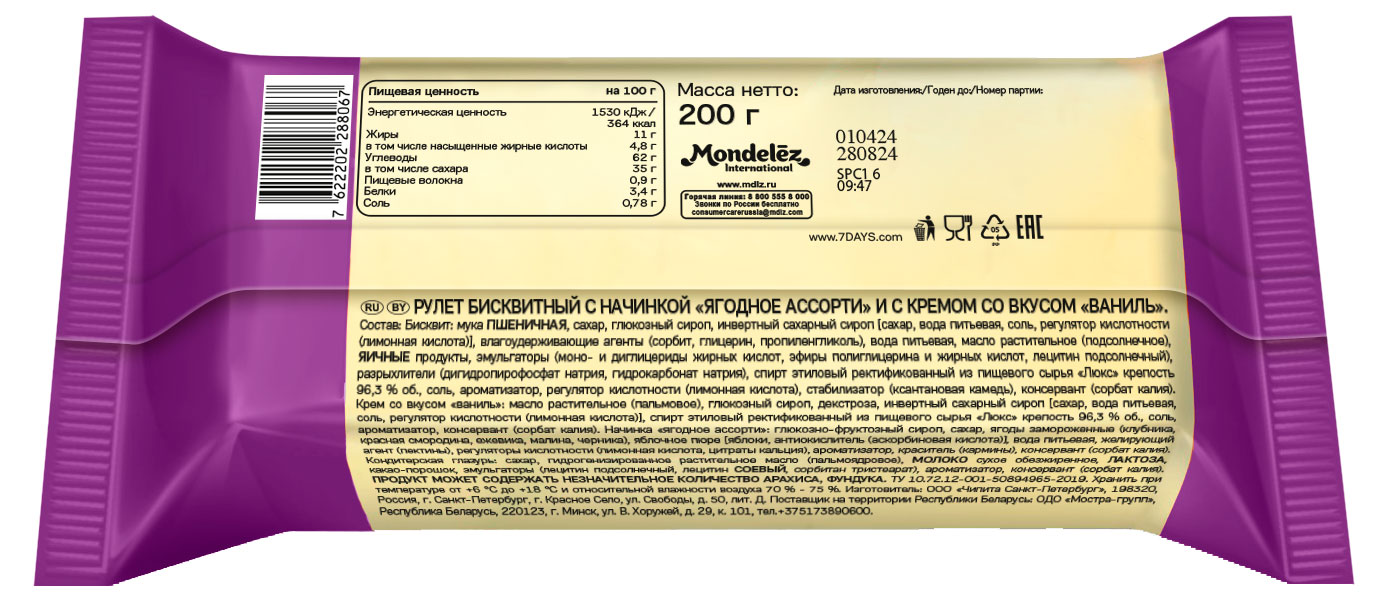 7 622202 288067
Пищевая ценность на 100 г
Энергетическая ценность 1530 кДж /
364 ккал
Жиры 11 г
в том числе насыщенные жирные кислоты 4,8 г
Углеводы 62 г
в том числе сахара 35 г
Пищевые волокна 0,9 г
Белки 3,4 г
Соль 0,78 г
Масса нетто:
200 г
Mondelēz
International
www.mdlz.ru
Горячая линия: 8 800 555 8 000
Звонки по России бесплатно
consumercarerussia@mdlz.com
Дата изготовления:/Годен до:/Номер партии:
010424
280824
SPC1 6
09:47
www.7DAYS.com
05
PP
EAC
RU BY РУЛЕТ БИСКВИТНЫЙ С НАЧИНКОЙ «ЯГОДНОЕ АССОРТИ» И С КРЕМОМ СО ВКУСОМ «ВАНИЛЬ».
Состав: Бисквит: мука ПШЕНИЧНАЯ, сахар, глюкозный сироп, инвертный сахарный сироп [сахар, вода питьевая, соль, регулятор кислотности
(лимонная кислота)], влагоудерживающие агенты (сорбит, глицерин, пропиленгликоль), вода питьевая, масло растительное (подсолнечное),
ЯИЧНЫЕ продукты, эмульгаторы (моно- и диглицериды жирных кислот, эфиры полиглицерина и жирных кислот, лецитин подсолнечный),
разрыхлители (дигидропирофосфат натрия, гидрокарбонат натрия), спирт этиловый ректификованный из пищевого сырья «Люкс» крепость
96,3 % об., соль, ароматизатор, регулятор кислотности (лимонная кислота), стабилизатор (ксантановая камедь), консервант (сорбат калия).
Крем со вкусом «ваниль»: масло растительное (пальмовое), глюкозный сироп, декстроза, инвертный сахарный сироп [сахар, вода питьевая,
соль, регулятор кислотности (лимонная кислота)], спирт этиловый ректификованный из пищевого сырья «Люкс» крепость 96,3 % об., соль,
ароматизатор, консервант (сорбат калия). Начинка «ягодное ассорти»: глюкозно-фруктозный сироп, сахар, ягоды замороженные (клубника,
красная смородина, ежевика, малина, черника), яблочное пюре [яблоки, антиокислитель (аскорбиновая кислота)], вода питьевая, желирующий
агент (пектины), регуляторы кислотности (лимонная кислота, цитраты кальция), ароматизатор, краситель (кармины), консервант (сорбат калия).
Кондитерская глазурь: сахар, гидрогенизированное растительное масло (пальмоядровое), МОЛОКО сухое обезжиренное, ЛАКТОЗА,
какао-порошок, эмульгаторы (лецитин подсолнечный, лецитин СОЕВЫЙ, сорбитан тристеарат), ароматизатор, консервант (сорбат калия).
ПРОДУКТ МОЖЕТ СОДЕРЖАТЬ НЕЗНАЧИТЕЛЬНОЕ КОЛИЧЕСТВО АРАХИСА, ФУНДУКА. ТУ 10.72.12-001-50894965-2019. Хранить при
температуре от +6 °С до +18 °С и относительной влажности воздуха 70 % - 75 %. Изготовитель: ООО «Чипита Санкт-Петербург», 198320,
Россия, г. Санкт-Петербург, г. Красное Село, ул. Свободы, д. 50, лит. Д. Поставщик на территории Республики Беларусь: ОДО «Мостра-групп»,
Республика Беларусь, 220123, г. Минск, ул. В. Хоружей, д. 29, к. 101, тел.+375173890600.